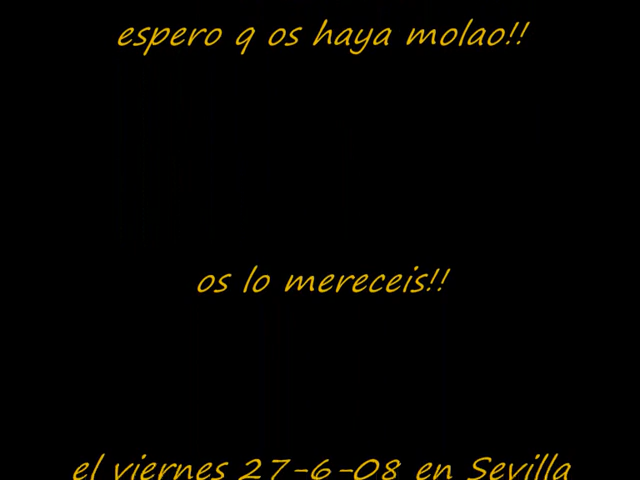 espero q os haya molao!!
os lo mereceis!!
el viernes 27-6-08 en Sevilla